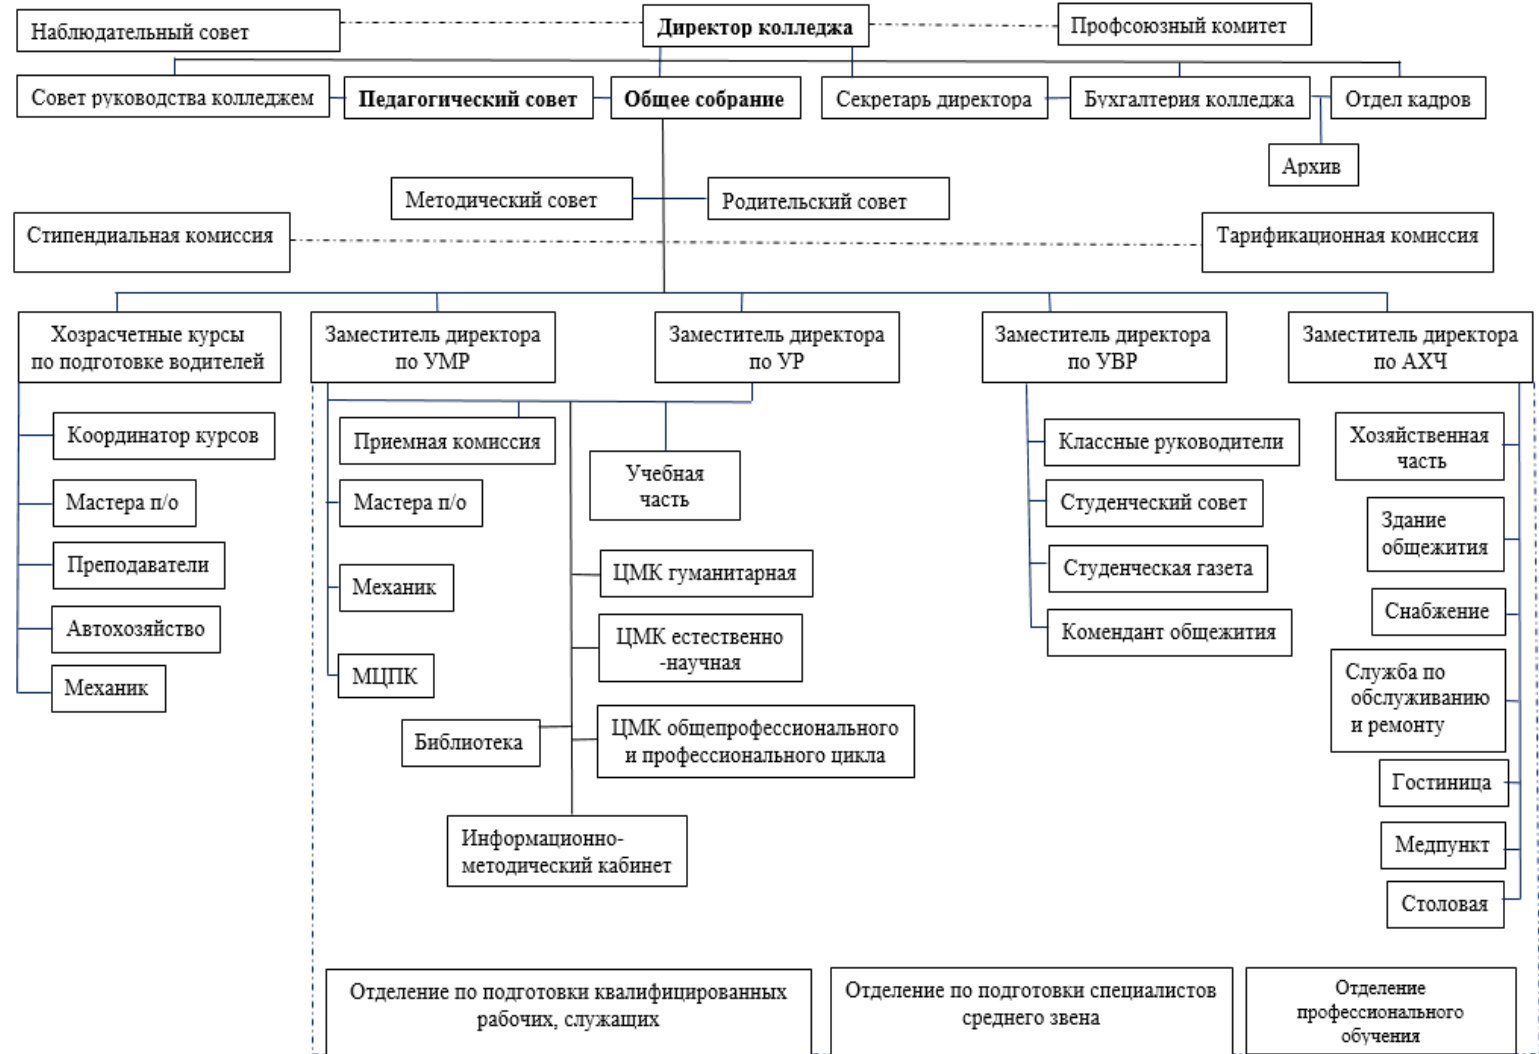 Наблюдательный совет
Директор колледжа
Профсоюзный комитет
Совет руководства колледжем
Педагогический совет
Общее собрание
Секретарь директора
Бухгалтерия колледжа
Отдел кадров
Архив
Методический совет
Родительский совет
Стипендиальная комиссия
Тарификационная комиссия
Хозрасчетные курсы
по подготовке водителей
Заместитель директора
по УМР
Заместитель директора
по УР
Заместитель директора
по УВР
Заместитель директора
по АХЧ
Координатор курсов
Мастера п/о
Преподаватели
Автохозяйство
Механик
Приемная комиссия
Мастера п/о
Механик
МЦПК
Учебная
часть
ЦМК гуманитарная
ЦМК естественно
-научная
ЦМК общепрофессионального
и профессионального цикла
Библиотека
Информационно-
методический кабинет
Классные руководители
Студенческий совет
Студенческая газета
Комендант общежития
Хозяйственная
часть
Здание
общежития
Снабжение
Служба по
обслуживанию
и ремонту
Гостиница
Медпункт
Столовая
Отделение по подготовки квалифицированных
рабочих, служащих
Отделение по подготовки специалистов
среднего звена
Отделение
профессионального
обучения